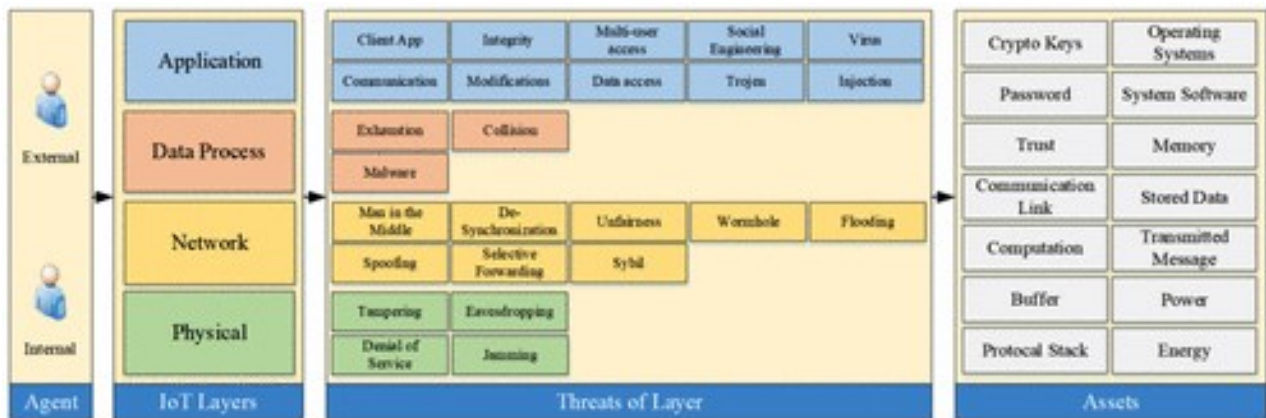 External
Internal
Agent
Application
Data Process
Network
Physical
IoT Layers
Client App
Integrity
Multi-user
access
Social
Engineering
Virus
Communication
Modifications
Data access
Trojen
Injection
Exhaustion
Collision
Malware
Man in the
Middle
De-
Synchronization
Unfairness
Wormhole
Flooding
Spoofing
Selective
Forwarding
Sybil
Tampering
Eavesdropping
Denial of
Service
Jamming
Threats of Layer
Crypto Keys
Operating
Systems
Password
System Software
Trust
Memory
Communication
Link
Stored Data
Computation
Transmitted
Message
Buffer
Power
Protocal Stack
Energy
Assets